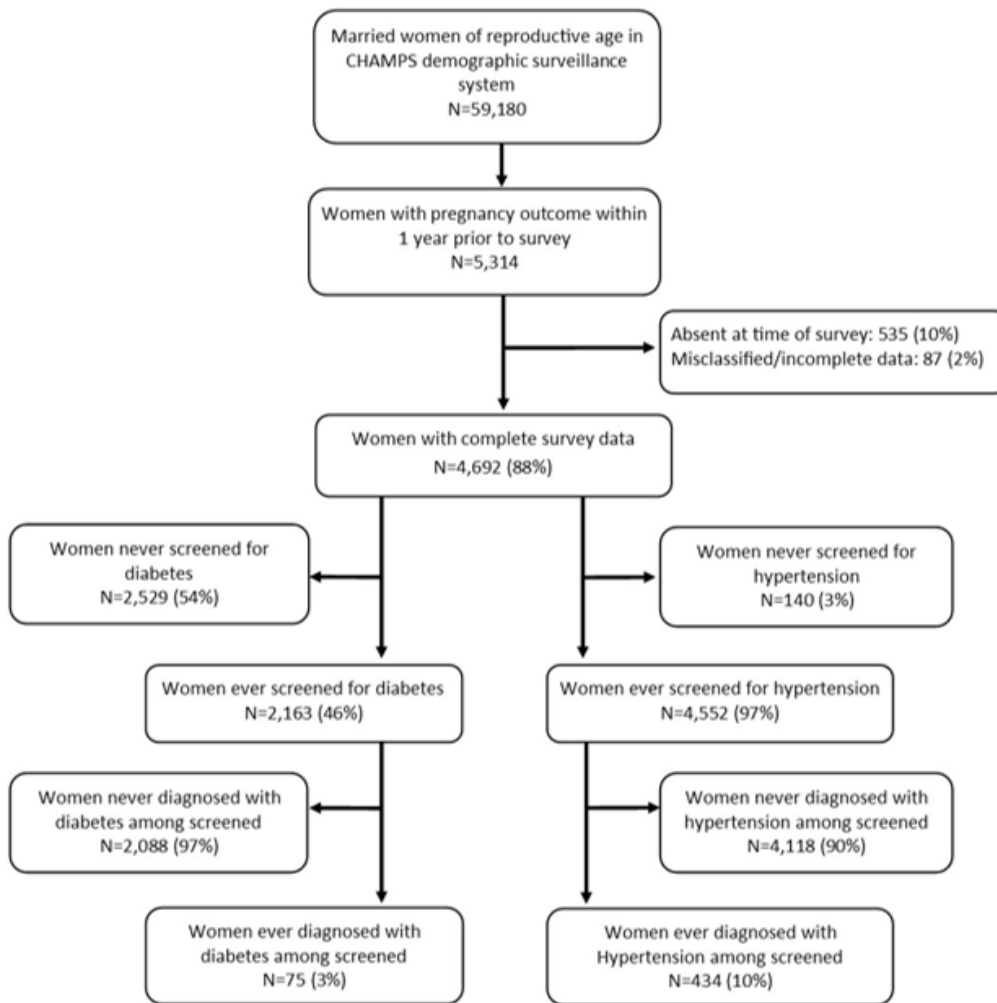 Married women of reproductive age in
CHAMPS demographic surveillance
system
N=59,180
Women with pregnancy outcome within
1 year prior to survey
N=5,314
Absent at time of survey: 535 (10%)
Misclassified/incomplete data: 87 (2%)
Women with complete survey data
N=4,692 (88%)
Women never screened for
diabetes
N=2,529 (54%)
Women never screened for
hypertension
N=140 (3%)
Women ever screened for diabetes
N=2,163 (46%)
Women ever screened for hypertension
N=4,552 (97%)
Women never diagnosed with
diabetes among screened
N=2,088 (97%)
Women never diagnosed with
hypertension among screened
N=4,118 (90%)
Women ever diagnosed with
diabetes among screened
N=75 (3%)
Women ever diagnosed with
Hypertension among screened
N=434 (10%)